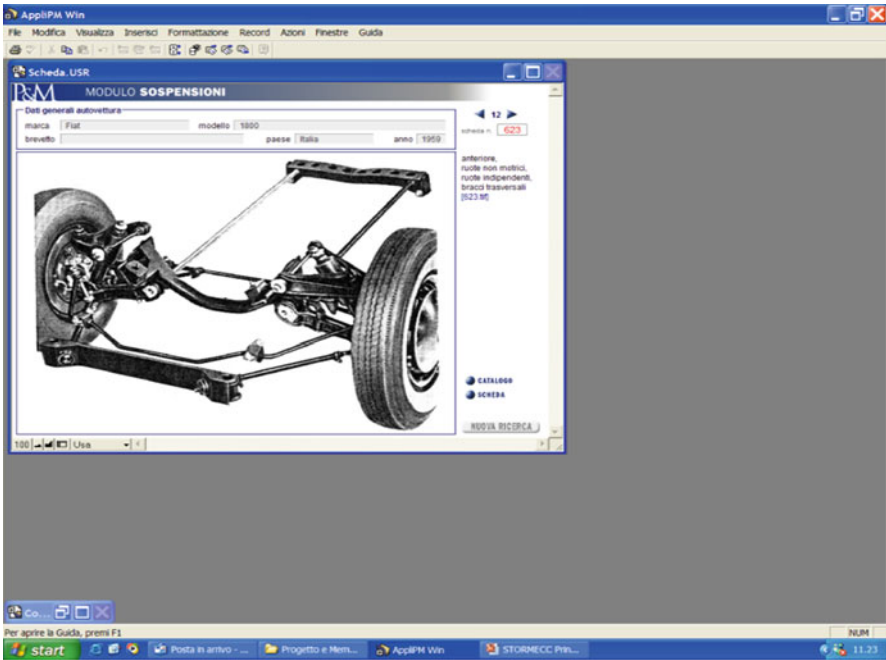 AppliPM Win
File Modifica Visualizza Inserisci Formattazione Record Azioni Finestre Guida
Scheda.USR
P&M MODULO SOSPENSIONI
Dati generali autovettura
marca Fiat modello 1800
brevetto paese Italia anno 1959
12
scheda n. 623
anteriore,
ruote non motrici,
ruote indipendenti,
bracci trasversali
[623.tif]
CATALOGO
SCHEDA
NUOVA RICERCA
100 Usa
Co...
Per aprire la Guida, premi F1 NUM
start Posta in arrivo - ... Progetto e Mem... AppliPM Win STORMECC Prin... 11.23